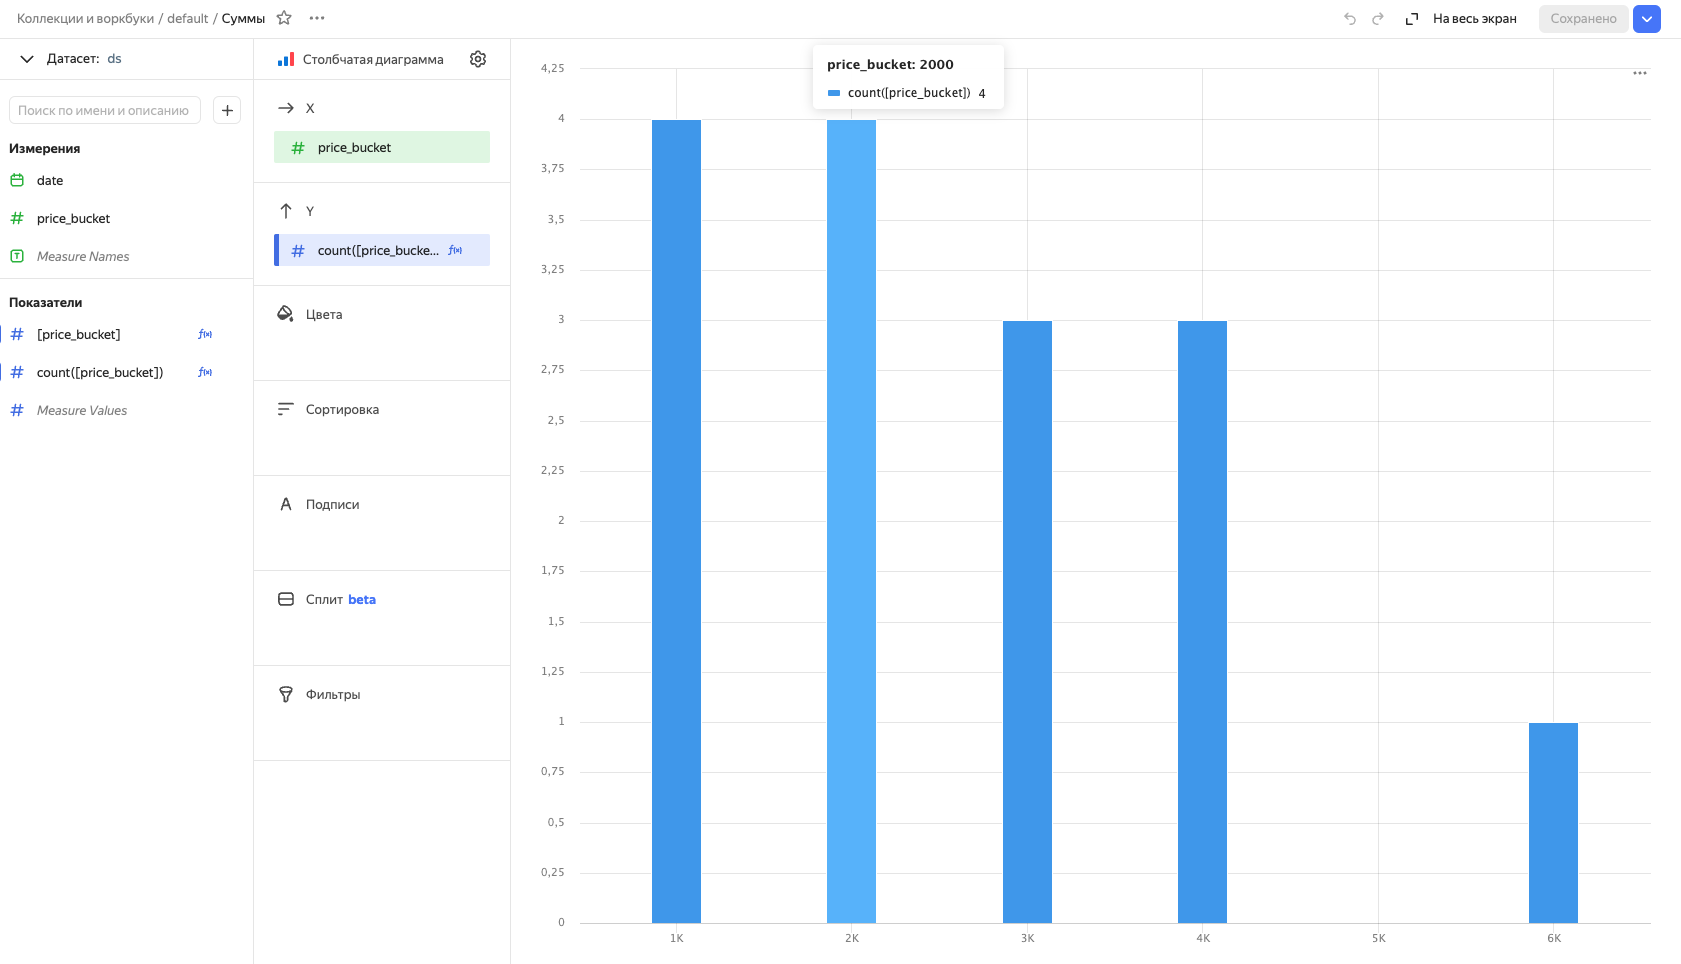 Коллекции и воркбуки / default / Суммы
На весь экран
Сохранено
Датасет: ds
Поиск по имени и описанию
Измерения
date
price_bucket
Measure Names
Показатели
[price_bucket]
count([price_bucket])
Measure Values
Столбчатая диаграмма
X
price_bucket
Y
count([price_bucke...
Цвета
Сортировка
Подписи
Сплит beta
Фильтры
price_bucket: 2000
count([price_bucket]) 4
4,25
4
3,75
3,5
3,25
3
2,75
2,5
2,25
2
1,75
1,5
1,25
1
0,75
0,5
0,25
0
1K
2K
3K
4K
5K
6K